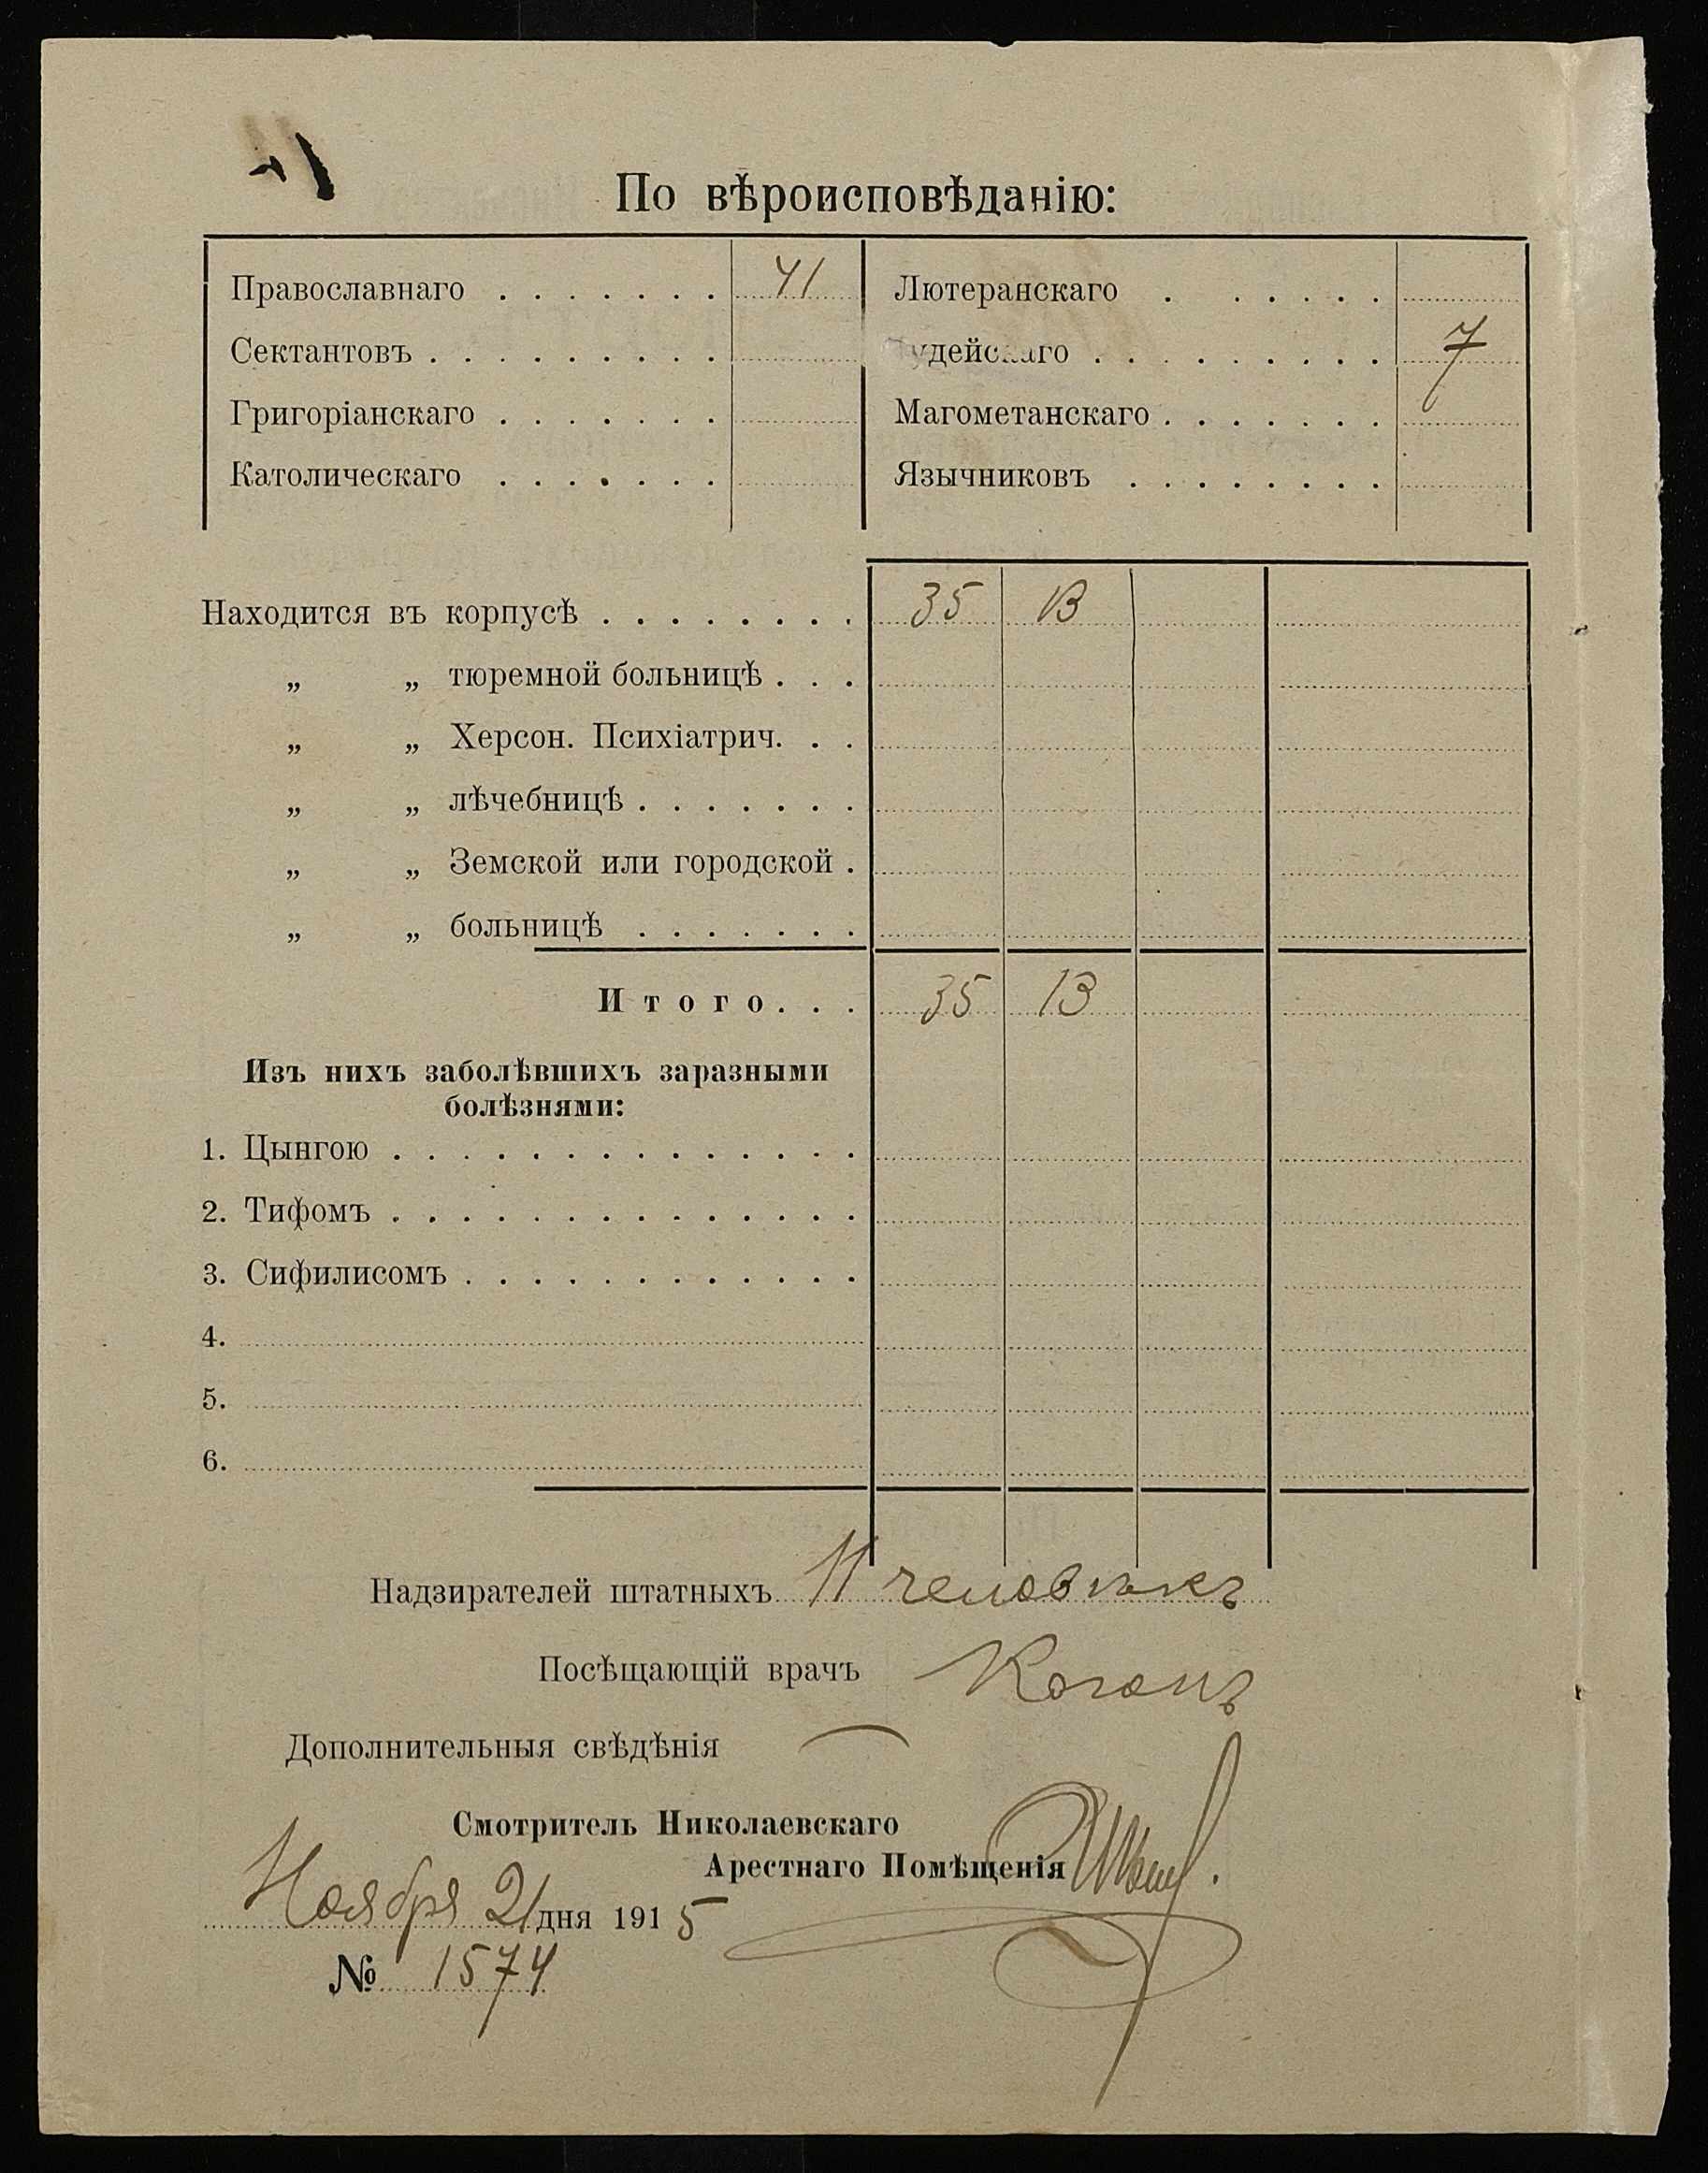 По вѣроисповѣданію:
Православнаго . . . . . . . 41 Лютеранскаго . . . . . .
Сектантовъ . . . . . . . . . удейскаго . . . . . . . . . 7
Григоріанскаго . . . . . . . Магометанскаго . . . . . . .
Католическаго . . . . . . . Язычниковъ . . . . . . . .
Находится въ корпусѣ . . . . . . . . 35 13
„ „ тюремной больницѣ . . .
„ „ Херсон. Психіатрич. . .
„ „ лѣчебницѣ . . . . . . .
„ „ Земской или городской .
„ „ больницѣ . . . . . . .
Итого. . . 35 13
Изъ нихъ заболѣвшихъ заразными
болѣзнями:
1. Цынгою . . . . . . . . . . . . . .
2. Тифомъ . . . . . . . . . . . . . .
3. Сифилисомъ . . . . . . . . . . . .
4.
5.
6.
Надзирателей штатныхъ 11 человѣкъ
Посѣщающій врачъ Коганъ
Дополнительныя свѣдѣнія —
Смотритель Николаевскаго
Арестнаго Помѣщенія
Ноября 21 дня 1915
№ 1574